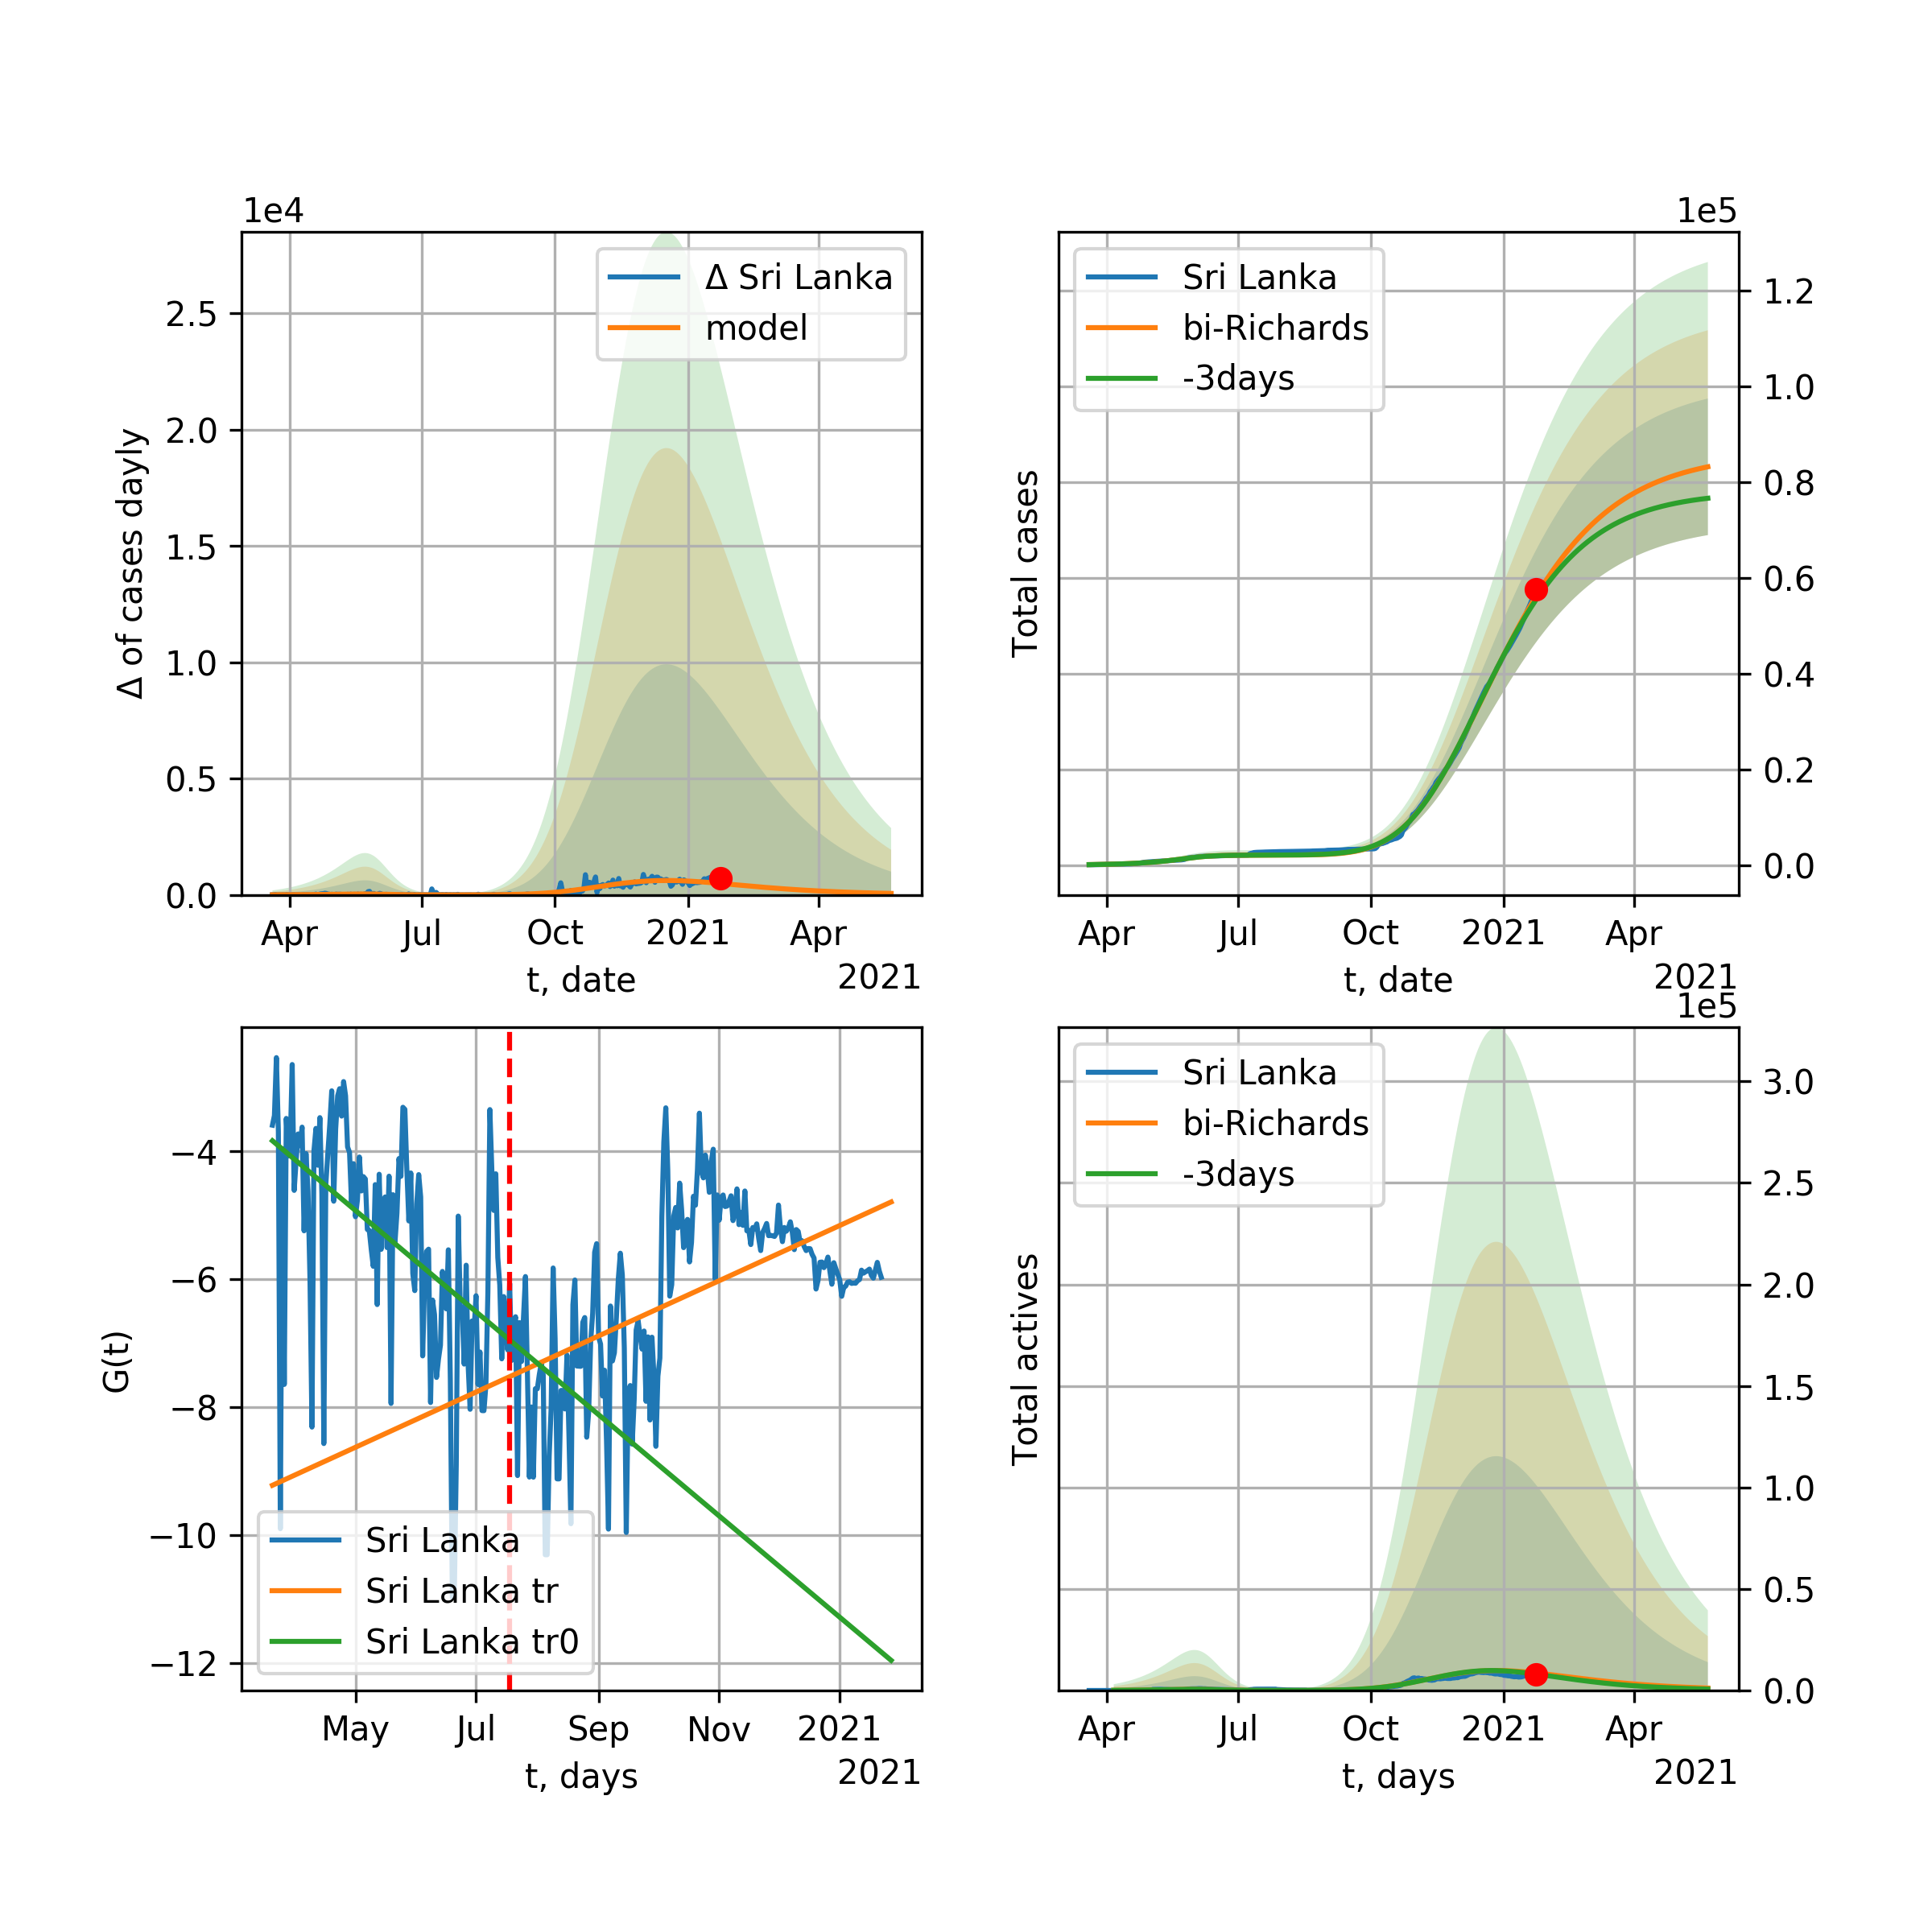 1e4
Δ of cases dayly
2.5
2.0
1.5
1.0
0.5
0.0
Δ Sri Lanka
model
Apr Jul Oct 2021 Apr
t, date
2021
1e5
Total cases
Sri Lanka
bi-Richards
-3days
1.2
1.0
0.8
0.6
0.4
0.2
0.0
Apr Jul Oct 2021 Apr
t, date
2021
G(t)
−4
−6
−8
−10
−12
Sri Lanka
Sri Lanka tr
Sri Lanka tr0
May Jul Sep Nov 2021
t, days
2021
1e5
Total actives
Sri Lanka
bi-Richards
-3days
3.0
2.5
2.0
1.5
1.0
0.5
0.0
Apr Jul Oct 2021 Apr
t, days
2021